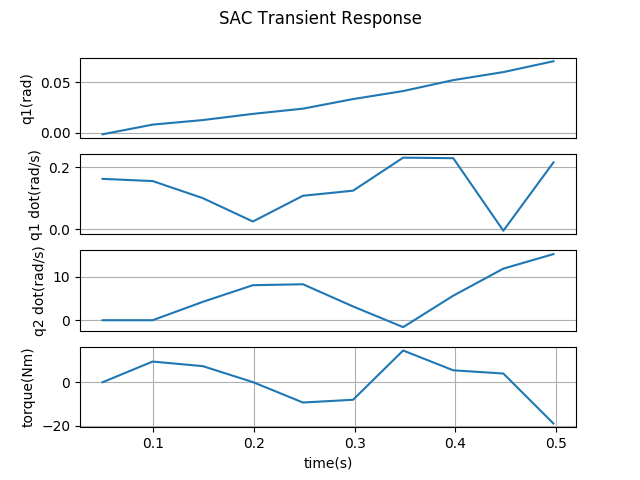 SAC Transient Response
q1(rad)
0.05
0.00
q1 dot(rad/s)
0.2
0.0
q2 dot(rad/s)
10
0
torque(Nm)
0
−20
0.1 0.2 0.3 0.4 0.5
time(s)